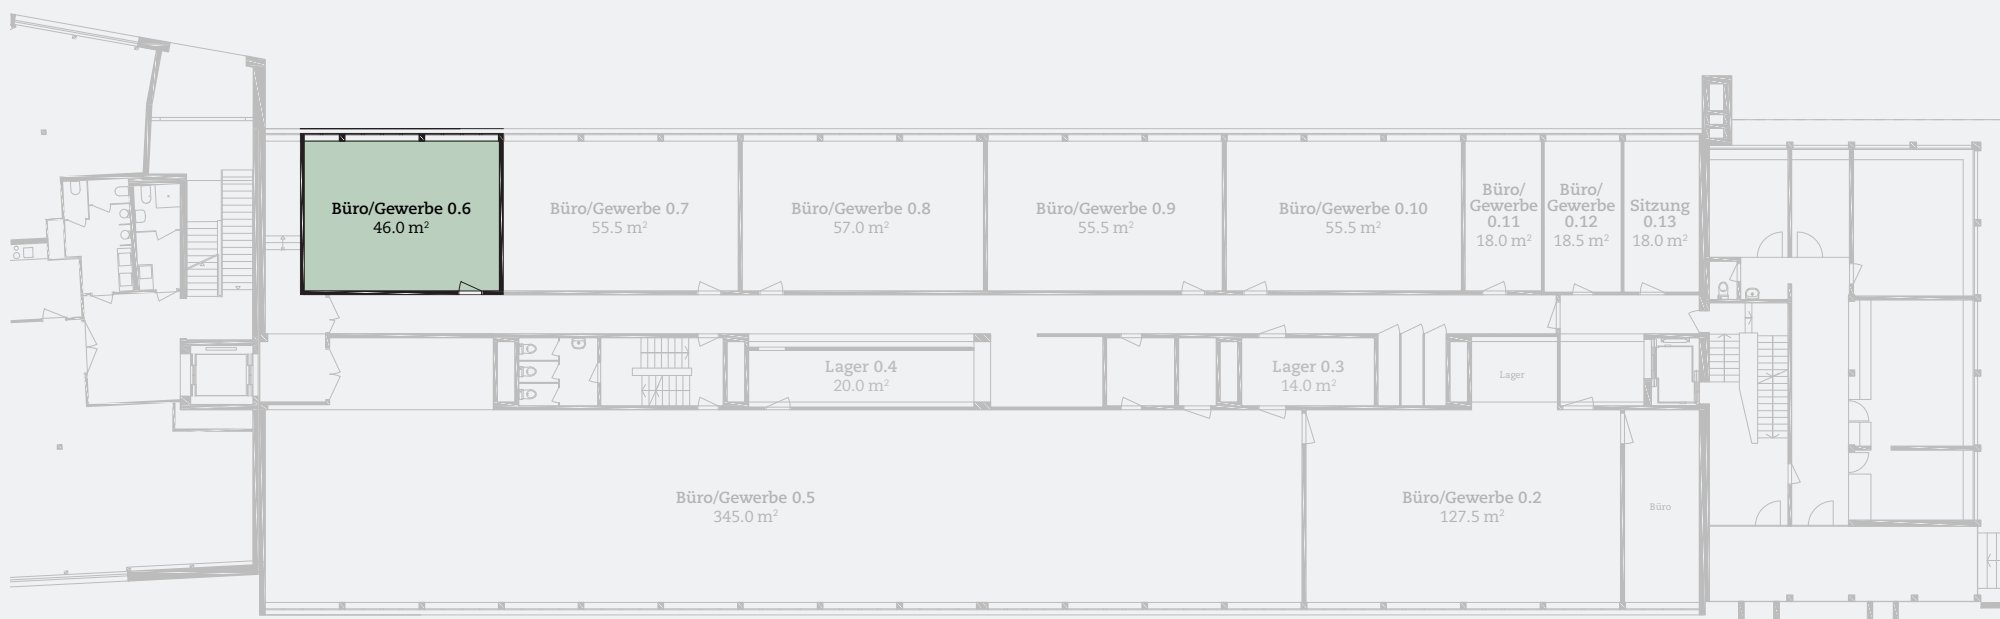 Büro/Gewerbe 0.6
46.0 m²
Büro/Gewerbe 0.7
55.5 m²
Büro/Gewerbe 0.8
57.0 m²
Büro/Gewerbe 0.9
55.5 m²
Büro/Gewerbe 0.10
55.5 m²
Büro/
Gewerbe
0.11
18.0 m²
Büro/
Gewerbe
0.12
18.5 m²
Sitzung
0.13
18.0 m²
Lager 0.4
20.0 m²
Lager 0.3
14.0 m²
Lager
Büro/Gewerbe 0.5
345.0 m²
Büro/Gewerbe 0.2
127.5 m²
Büro